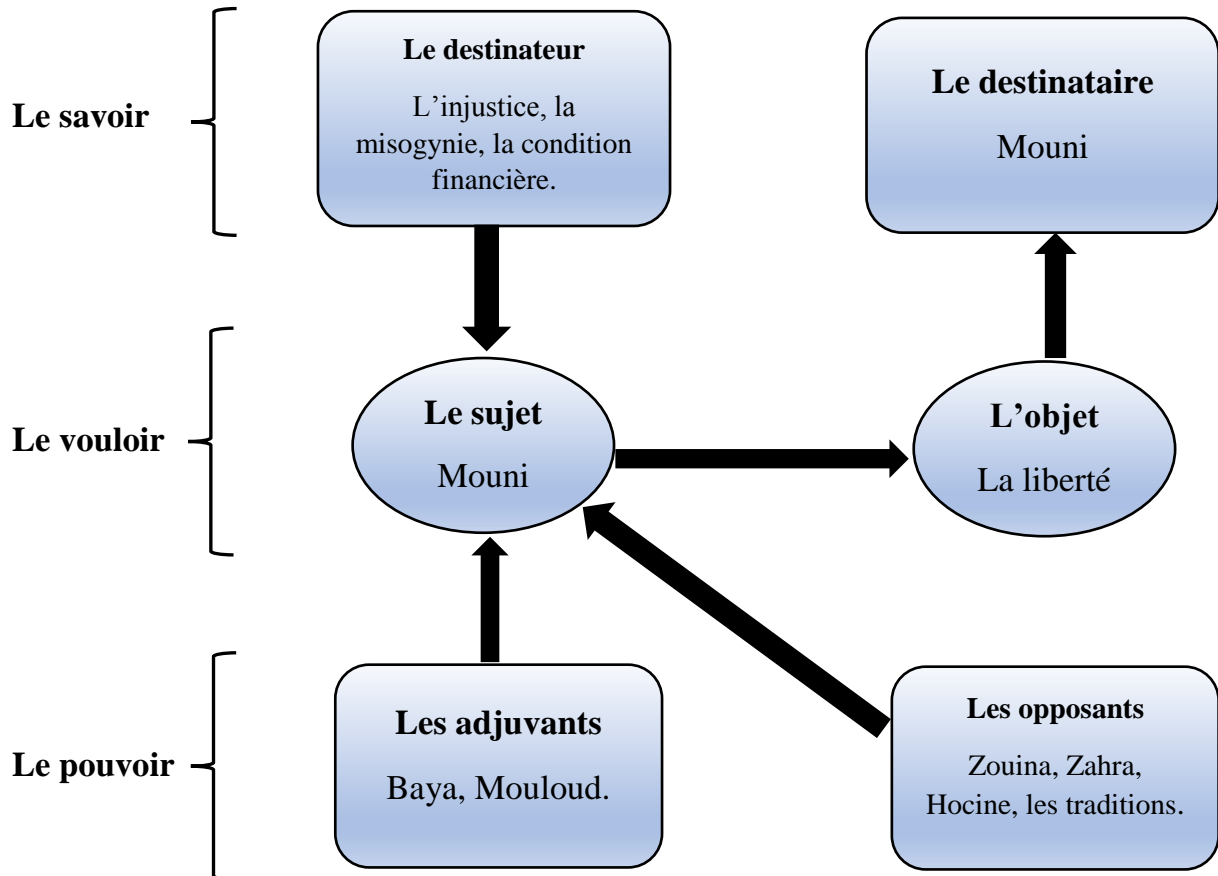 Le savoir
Le destinateur
L’injustice, la
misogynie, la condition
financière.
Le destinataire
Mouni
Le vouloir
Le sujet
Mouni
L’objet
La liberté
Le pouvoir
Les adjuvants
Baya, Mouloud.
Les opposants
Zouina, Zahra,
Hocine, les traditions.